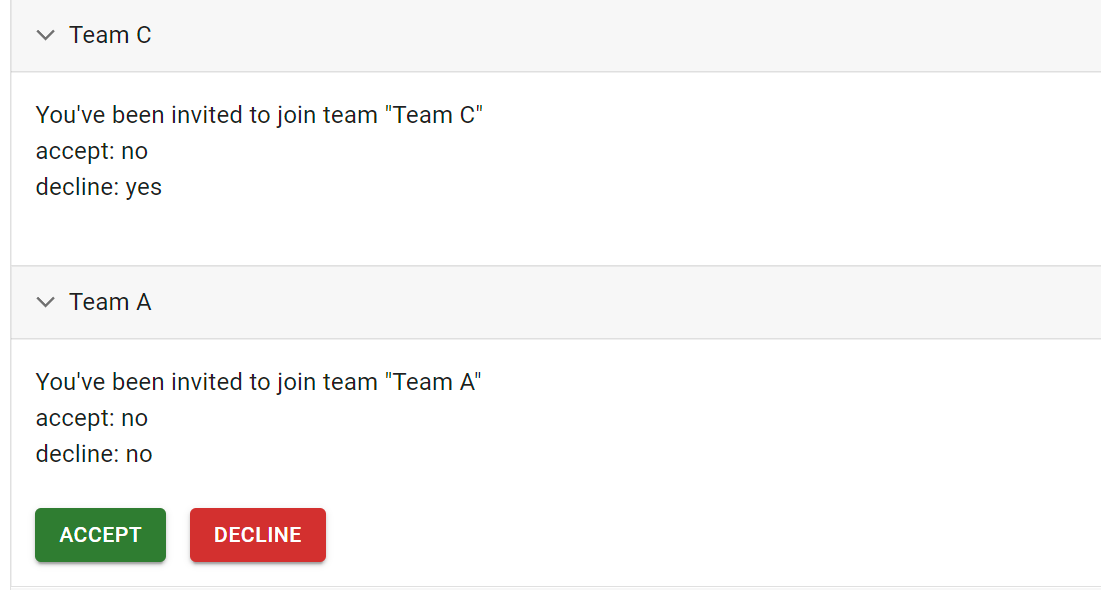 Team C
You've been invited to join team "Team C"
accept: no
decline: yes
Team A
You've been invited to join team "Team A"
accept: no
decline: no
ACCEPT DECLINE